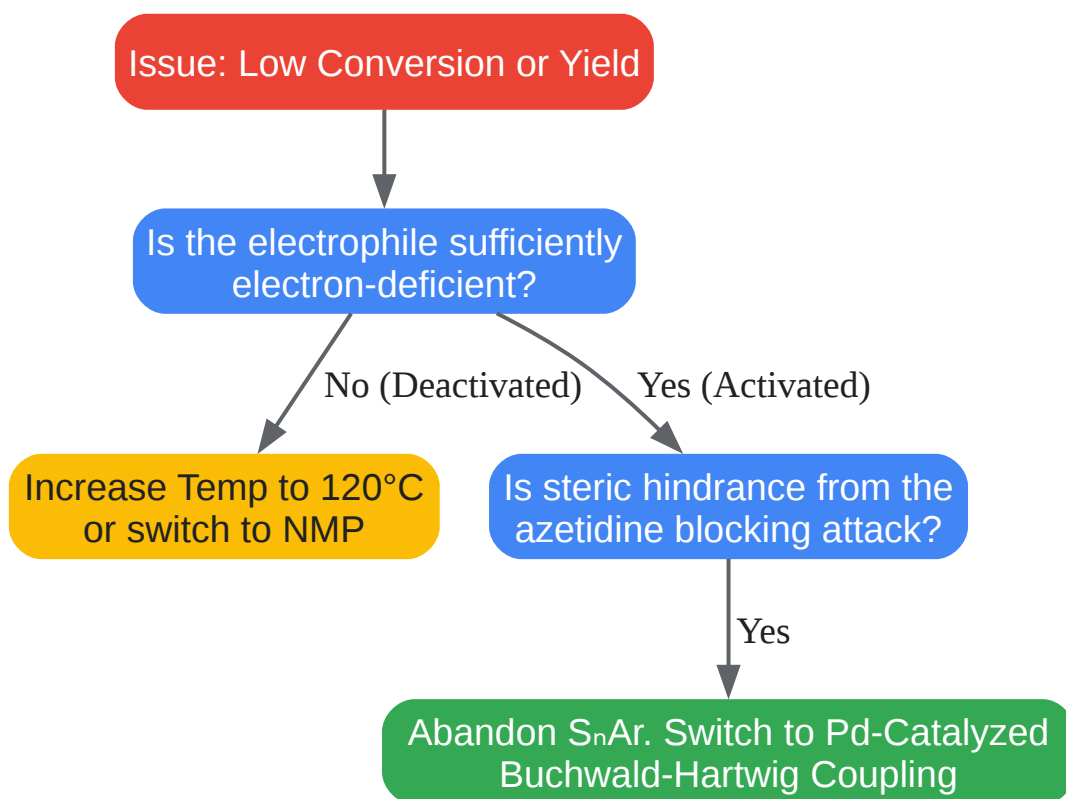 Issue: Low Conversion or Yield
Is the electrophile sufficiently
electron-deficient?
No (Deactivated)
Yes (Activated)
Increase Temp to 120°C
or switch to NMP
Is steric hindrance from the
azetidine blocking attack?
Yes
Abandon SₙAr. Switch to Pd-Catalyzed
Buchwald-Hartwig Coupling